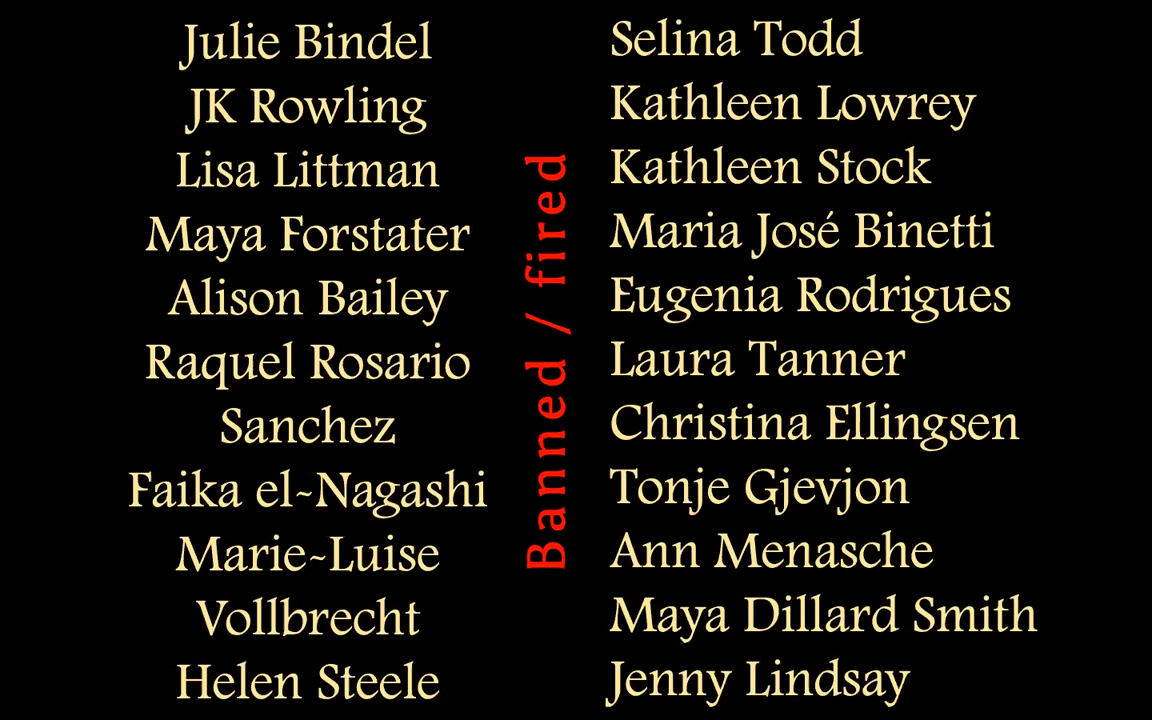 Julie Bindel
JK Rowling
Lisa Littman
Maya Forstater
Alison Bailey
Raquel Rosario
Sanchez
Faika el-Nagashi
Marie-Luise
Vollbrecht
Helen Steele
Banned / fired
Selina Todd
Kathleen Lowrey
Kathleen Stock
Maria José Binetti
Eugenia Rodrigues
Laura Tanner
Christina Ellingsen
Tonje Gjevjon
Ann Menasche
Maya Dillard Smith
Jenny Lindsay